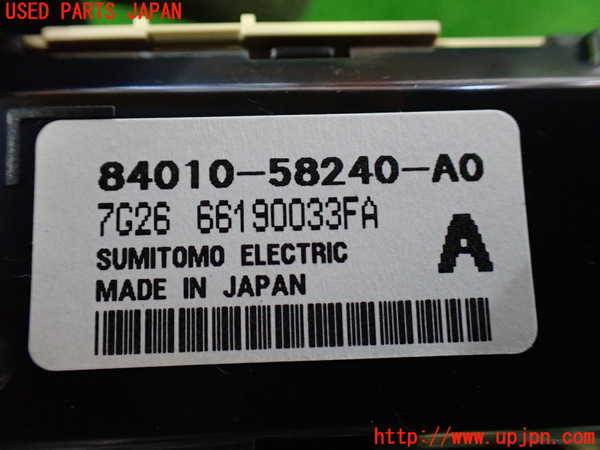 USED PARTS JAPAN
84010-58240-A0
7G26 66190033FA
A
SUMITOMO ELECTRIC
MADE IN JAPAN
http://www.upjpn.com/